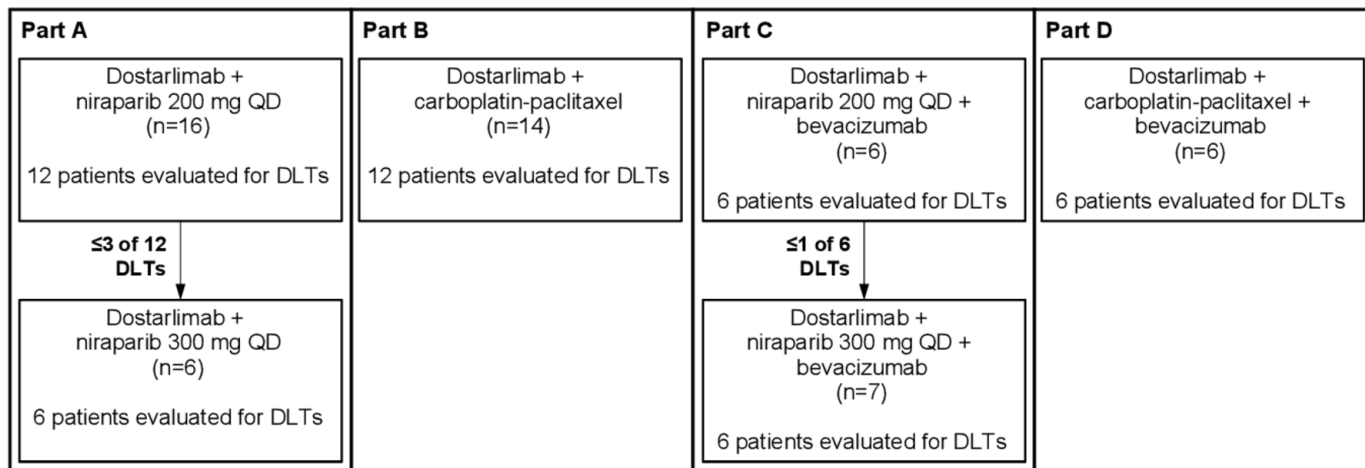 Part A
Dostarlimab +
niraparib 200 mg QD
(n=16)
12 patients evaluated for DLTs
≤3 of 12
DLTs
Dostarlimab +
niraparib 300 mg QD
(n=6)
6 patients evaluated for DLTs
Part B
Dostarlimab +
carboplatin-paclitaxel
(n=14)
12 patients evaluated for DLTs
Part C
Dostarlimab +
niraparib 200 mg QD +
bevacizumab
(n=6)
6 patients evaluated for DLTs
≤1 of 6
DLTs
Dostarlimab +
niraparib 300 mg QD +
bevacizumab
(n=7)
6 patients evaluated for DLTs
Part D
Dostarlimab +
carboplatin-paclitaxel +
bevacizumab
(n=6)
6 patients evaluated for DLTs